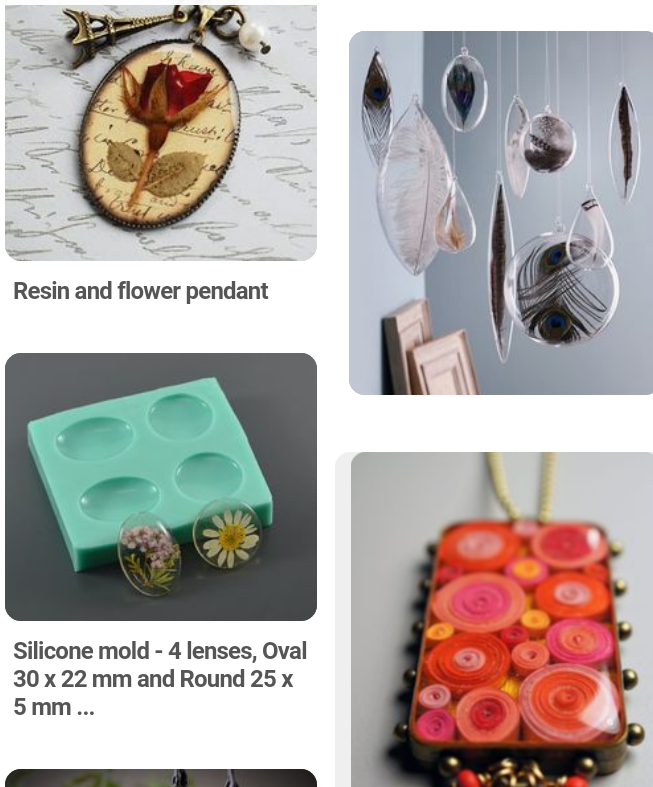 Resin and flower pendant
Silicone mold - 4 lenses, Oval
30 x 22 mm and Round 25 x
5 mm ...